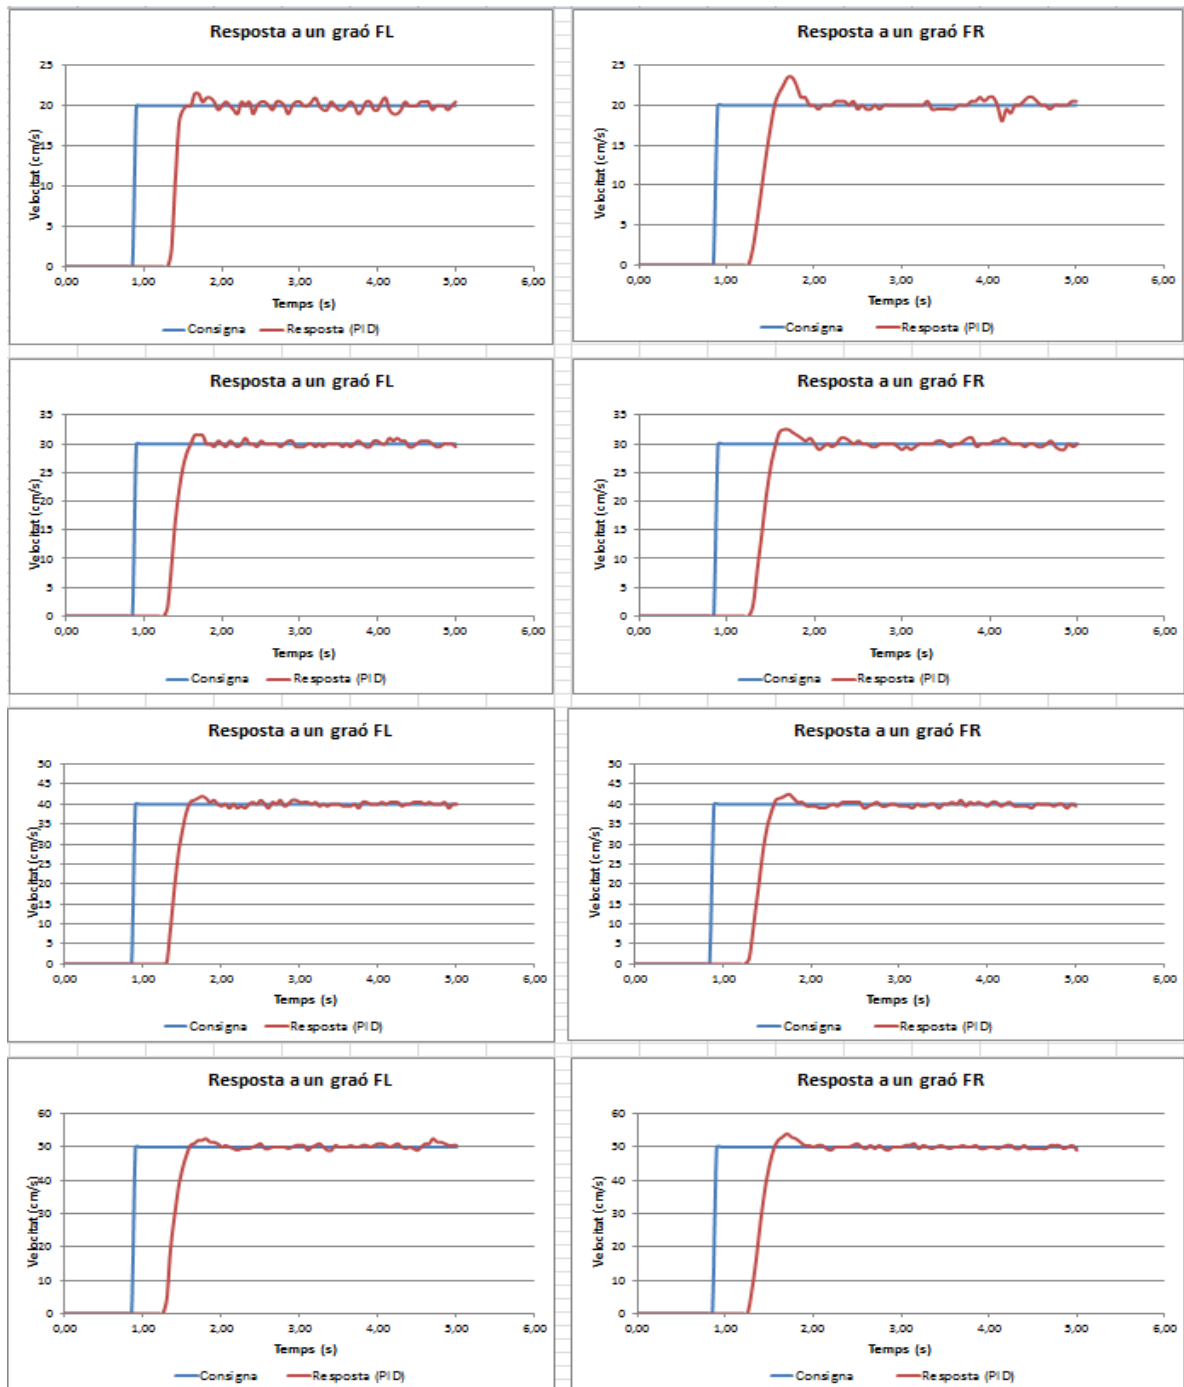 Resposta a un graó FL
Velocitat (cm/s)
25
20
15
10
5
0
0,00 1,00 2,00 3,00 4,00 5,00 6,00
Temps (s)
Consigna Resposta (PID)
Resposta a un graó FR
Velocitat (cm/s)
25
20
15
10
5
0
0,00 1,00 2,00 3,00 4,00 5,00 6,00
Temps (s)
Consigna Resposta (PID)
Resposta a un graó FL
Velocitat (cm/s)
35
30
25
20
15
10
5
0
0,00 1,00 2,00 3,00 4,00 5,00 6,00
Temps (s)
Consigna Resposta (PID)
Resposta a un graó FR
Velocitat (cm/s)
35
30
25
20
15
10
5
0
0,00 1,00 2,00 3,00 4,00 5,00 6,00
Temps (s)
Consigna Resposta (PID)
Resposta a un graó FL
Velocitat (cm/s)
50
45
40
35
30
25
20
15
10
5
0
0,00 1,00 2,00 3,00 4,00 5,00 6,00
Temps (s)
Consigna Resposta (PID)
Resposta a un graó FR
Velocitat (cm/s)
50
45
40
35
30
25
20
15
10
5
0
0,00 1,00 2,00 3,00 4,00 5,00 6,00
Temps (s)
Consigna Resposta (PID)
Resposta a un graó FL
Velocitat (cm/s)
60
50
40
30
20
10
0
0,00 1,00 2,00 3,00 4,00 5,00 6,00
Temps (s)
Consigna Resposta (PID)
Resposta a un graó FR
Velocitat (cm/s)
60
50
40
30
20
10
0
0,00 1,00 2,00 3,00 4,00 5,00 6,00
Temps (s)
Consigna Resposta (PID)